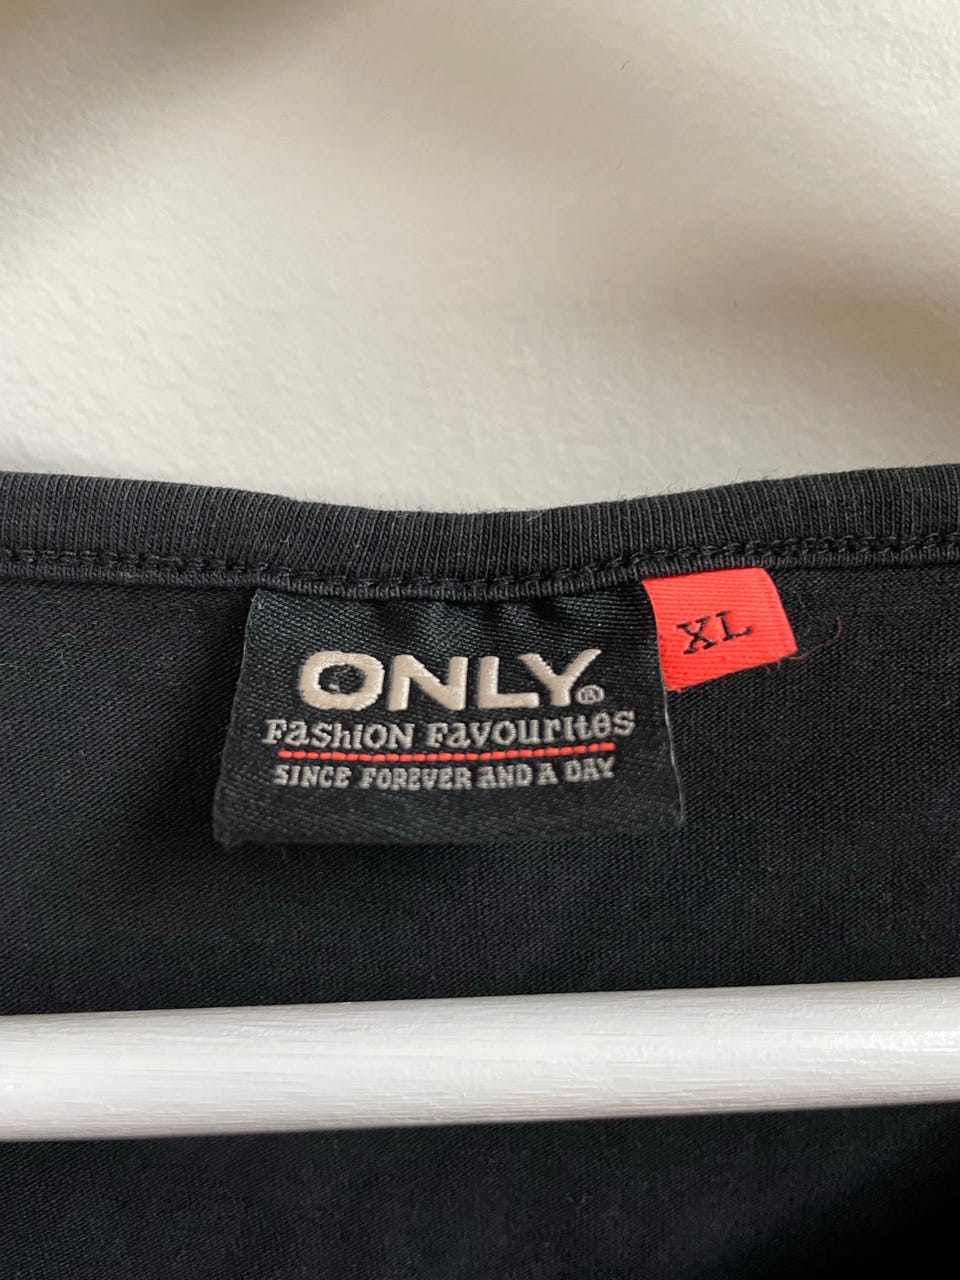 ONLY®
Fashion Favourites
SINCE FOREVER AND A DAY
XL